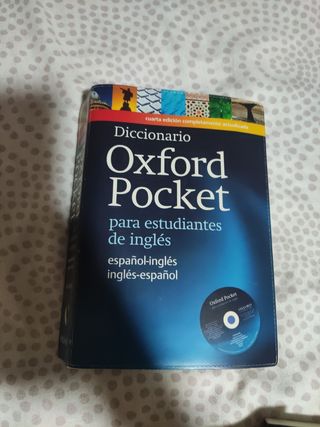 cuarta edición completamente actualizada
Diccionario
Oxford
Pocket
para estudiantes
de inglés
español-inglés
inglés-español
Oxford Pocket